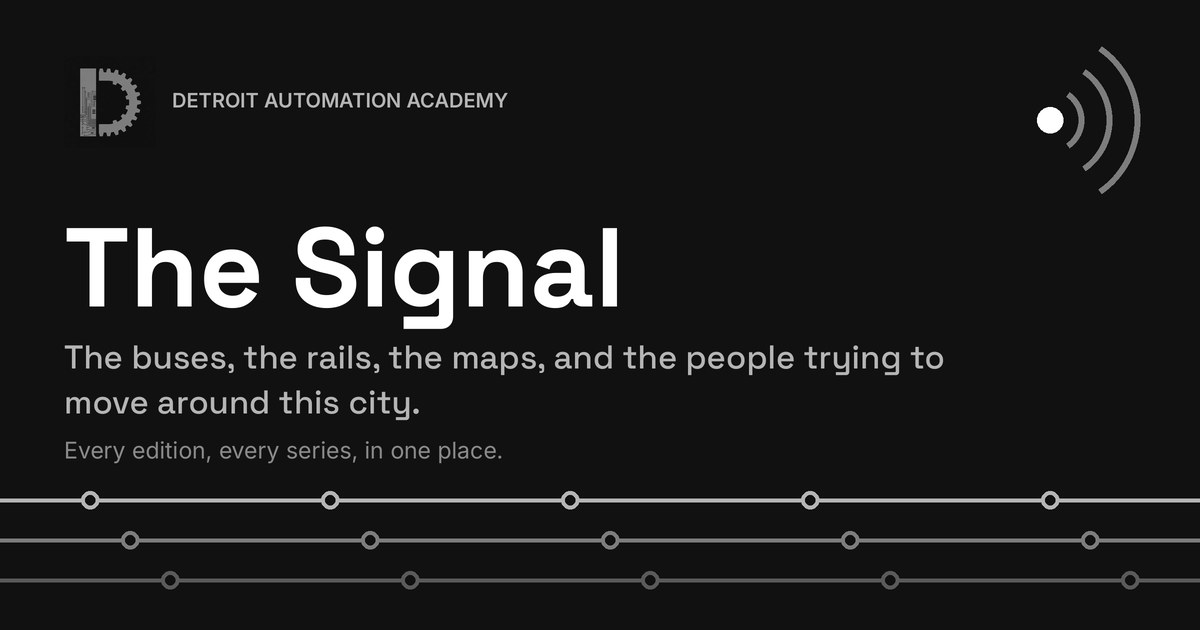 DETROIT AUTOMATION ACADEMY
The Signal
The buses, the rails, the maps, and the people trying to
move around this city.
Every edition, every series, in one place.